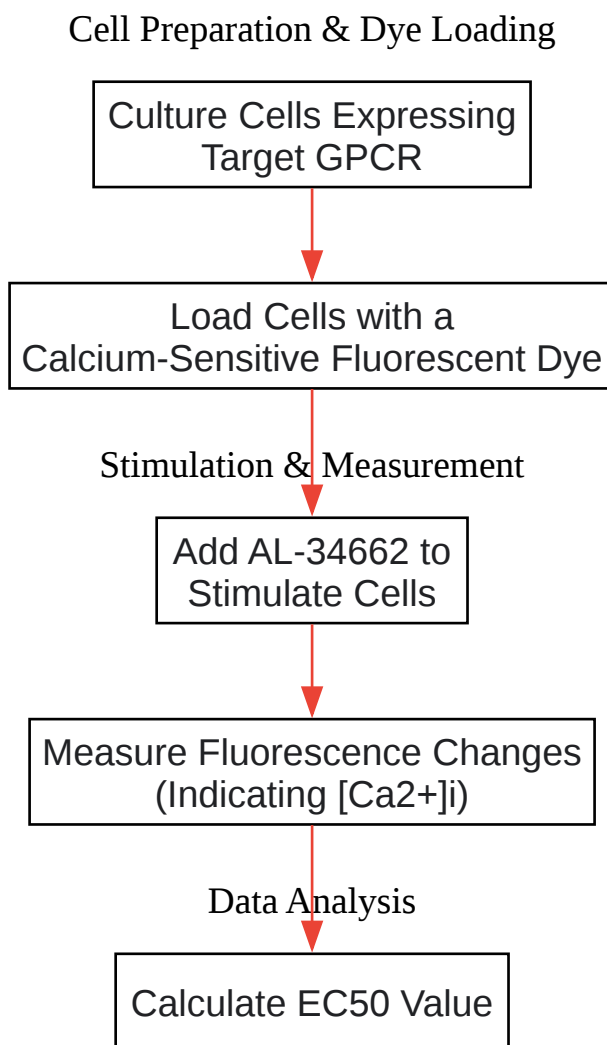 Cell Preparation & Dye Loading
Culture Cells Expressing
Target GPCR
Load Cells with a
Calcium-Sensitive Fluorescent Dye
Stimulation & Measurement
Add AL-34662 to
Stimulate Cells
Measure Fluorescence Changes
(Indicating [Ca2+]i)
Data Analysis
Calculate EC50 Value